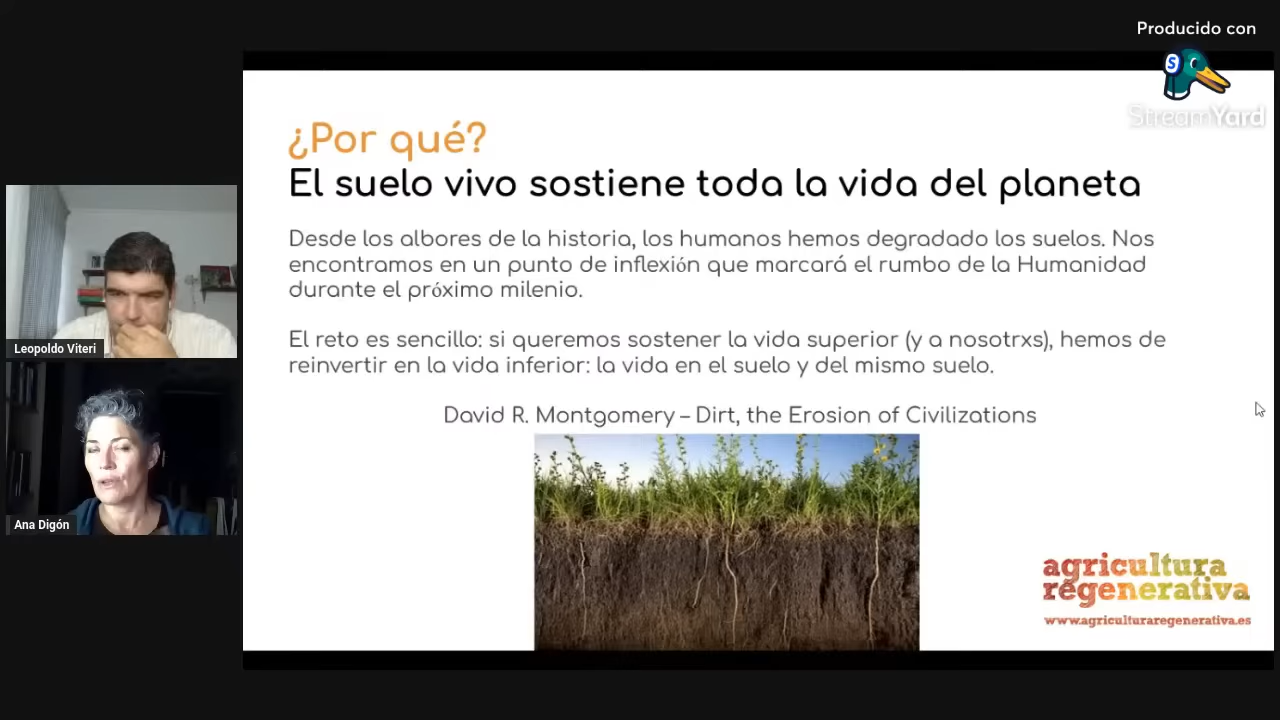 Producido con
StreamYard
¿Por qué?
El suelo vivo sostiene toda la vida del planeta
Desde los albores de la historia, los humanos hemos degradado los suelos. Nos
encontramos en un punto de inflexión que marcará el rumbo de la Humanidad
durante el próximo milenio.
El reto es sencillo: si queremos sostener la vida superior (y a nosotrxs), hemos de
reinvertir en la vida inferior: la vida en el suelo y del mismo suelo.
David R. Montgomery – Dirt, the Erosion of Civilizations
Leopoldo Viteri
Ana Digón
agricultura
regenerativa
www.agriculturaregenerativa.es